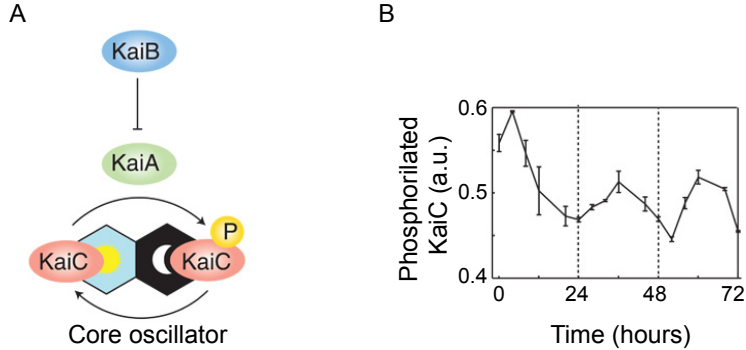 A
KaiB
KaiA
P
KaiC
KaiC
Core oscillator
B
Phosphorilated
KaiC (a.u.)
0.6
0.5
0.4
0 24 48 72
Time (hours)